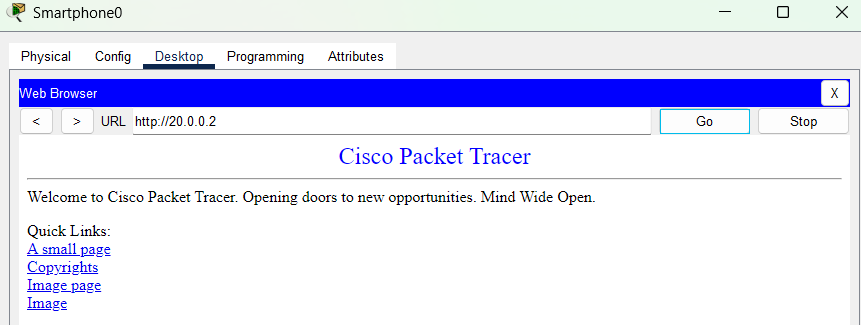 Smartphone0
Physical Config Desktop Programming Attributes
Web Browser X
< > URL http://20.0.0.2 Go Stop
Cisco Packet Tracer
Welcome to Cisco Packet Tracer. Opening doors to new opportunities. Mind Wide Open.
Quick Links:
A small page
Copyrights
Image page
Image